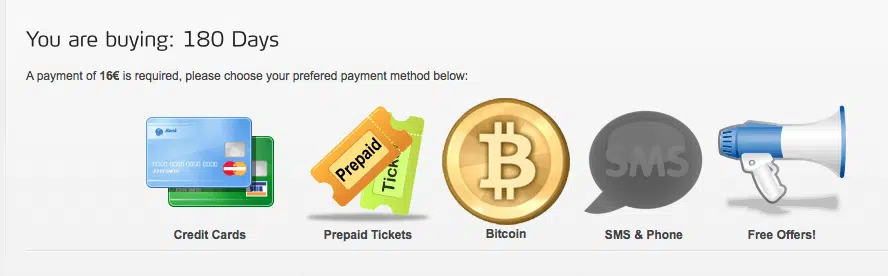 You are buying: 180 Days
A payment of 16€ is required, please choose your prefered payment method below:
Prepaid
SMS
Credit Cards
Prepaid Tickets
Bitcoin
SMS & Phone
Free Offers!